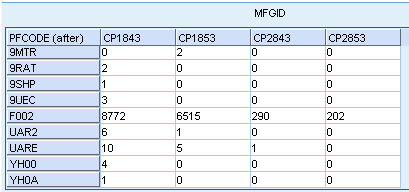 MFGID
PFCODE (after) CP1843 CP1853 CP2843 CP2853
9MTR 0 2 0 0
9RAT 2 0 0 0
9SHP 1 0 0 0
9UEC 3 0 0 0
F002 8772 6515 290 202
UAR2 6 1 0 0
UARE 10 5 1 0
YH00 4 0 0 0
YH0A 1 0 0 0